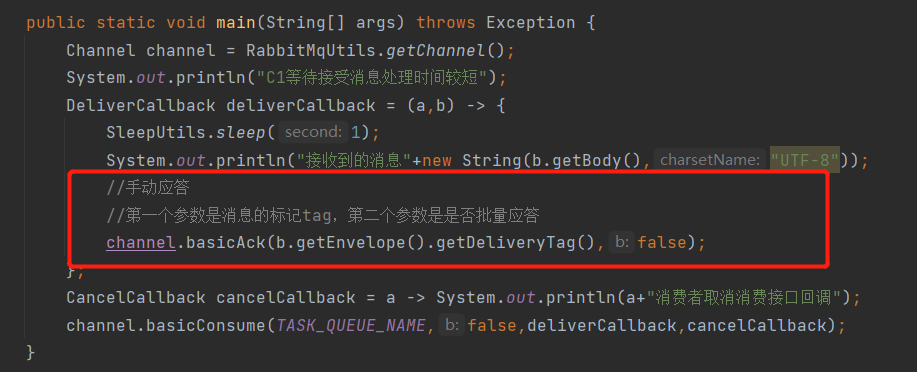 public static void main(String[] args) throws Exception {
Channel channel = RabbitMqUtils.getChannel();
System.out.println("C1等待接受消息处理时间较短");
DeliverCallback deliverCallback = (a,b) -> {
SleepUtils.sleep( second: 1);
System.out.println("接收到的消息"+new String(b.getBody(), charsetName: "UTF-8"));
//手动应答
//第一个参数是消息的标记tag，第二个参数是是否批量应答
channel.basicAck(b.getEnvelope().getDeliveryTag(), b: false);
};
CancelCallback cancelCallback = a -> System.out.println(a+"消费者取消消费接口回调");
channel.basicConsume(TASK_QUEUE_NAME, b: false,deliverCallback,cancelCallback);
}